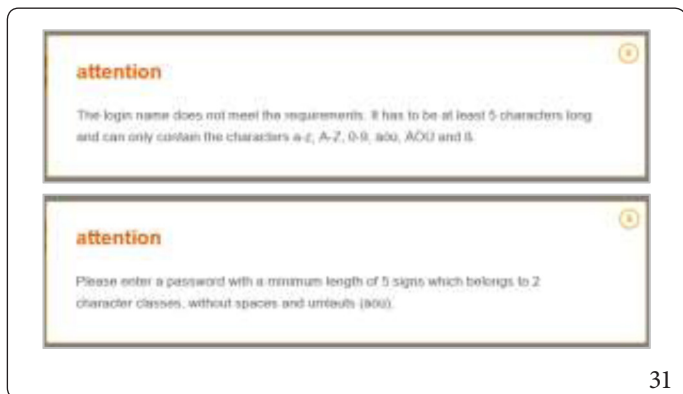 attention
The login name does not meet the requirements. It has to be at least 5 characters long
and can only contain the characters a-z, A-Z, 0-9, äöü, ÄÖÜ and ß.
attention
Please enter a password with a minimum length of 5 signs which belongs to 2
character classes, without spaces and umlauts (äöü).
31